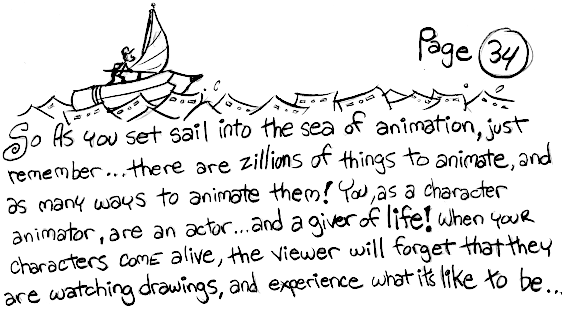 Page 34
So As you set sail into the sea of animation, just
remember...there are zillions of things to animate, and
as many ways to animate them! You, as a character
animator, are an actor...and a giver of life! When your
characters come alive, the viewer will forget that they
are watching drawings, and experience what it's like to be...